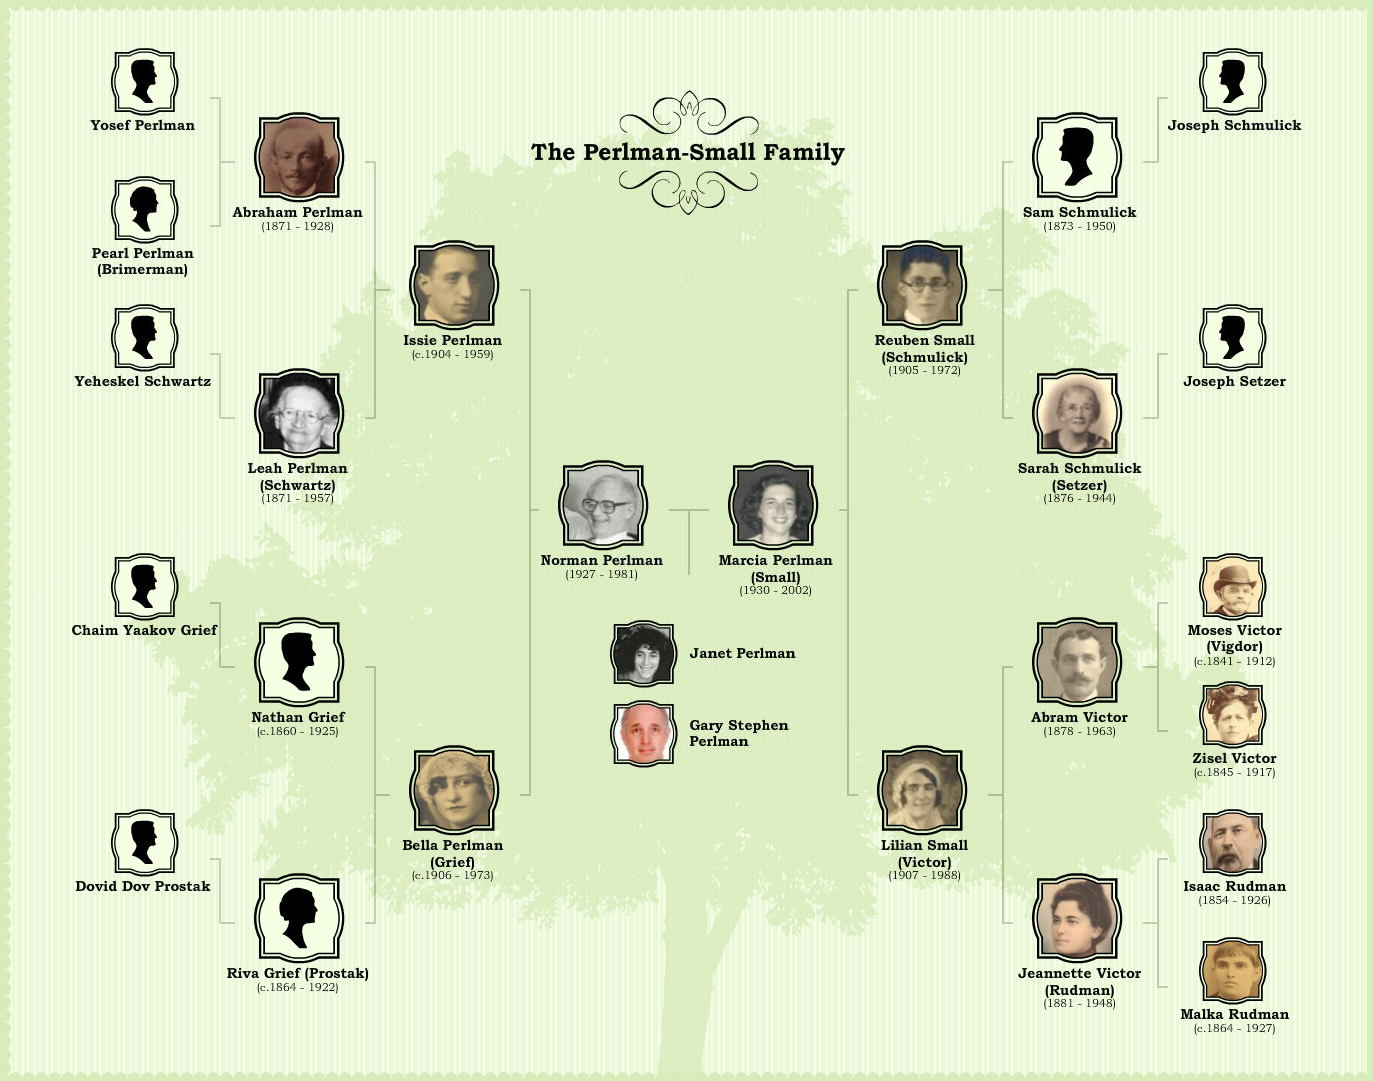 The Perlman-Small Family
Yosef Perlman
Pearl Perlman
(Brimerman)
Yeheskel Schwartz
Chaim Yaakov Grief
Dovid Dov Prostak
Abraham Perlman
(1871 - 1928)
Leah Perlman
(Schwartz)
(1871 - 1957)
Nathan Grief
(c.1860 - 1925)
Riva Grief (Prostak)
(c.1864 - 1922)
Issie Perlman
(c.1904 - 1959)
Bella Perlman
(Grief)
(c.1906 - 1973)
Norman Perlman
(1927 - 1981)
Marcia Perlman
(Small)
(1930 - 2002)
Janet Perlman
Gary Stephen
Perlman
Reuben Small
(Schmulick)
(1905 - 1972)
Lilian Small
(Victor)
(1907 - 1988)
Sam Schmulick
(1873 - 1950)
Sarah Schmulick
(Setzer)
(1876 - 1944)
Abram Victor
(1878 - 1963)
Jeannette Victor
(Rudman)
(1881 - 1948)
Joseph Schmulick
Joseph Setzer
Moses Victor
(Vigdor)
(c.1841 - 1912)
Zisel Victor
(c.1845 - 1917)
Isaac Rudman
(1854 - 1926)
Malka Rudman
(c.1864 - 1927)